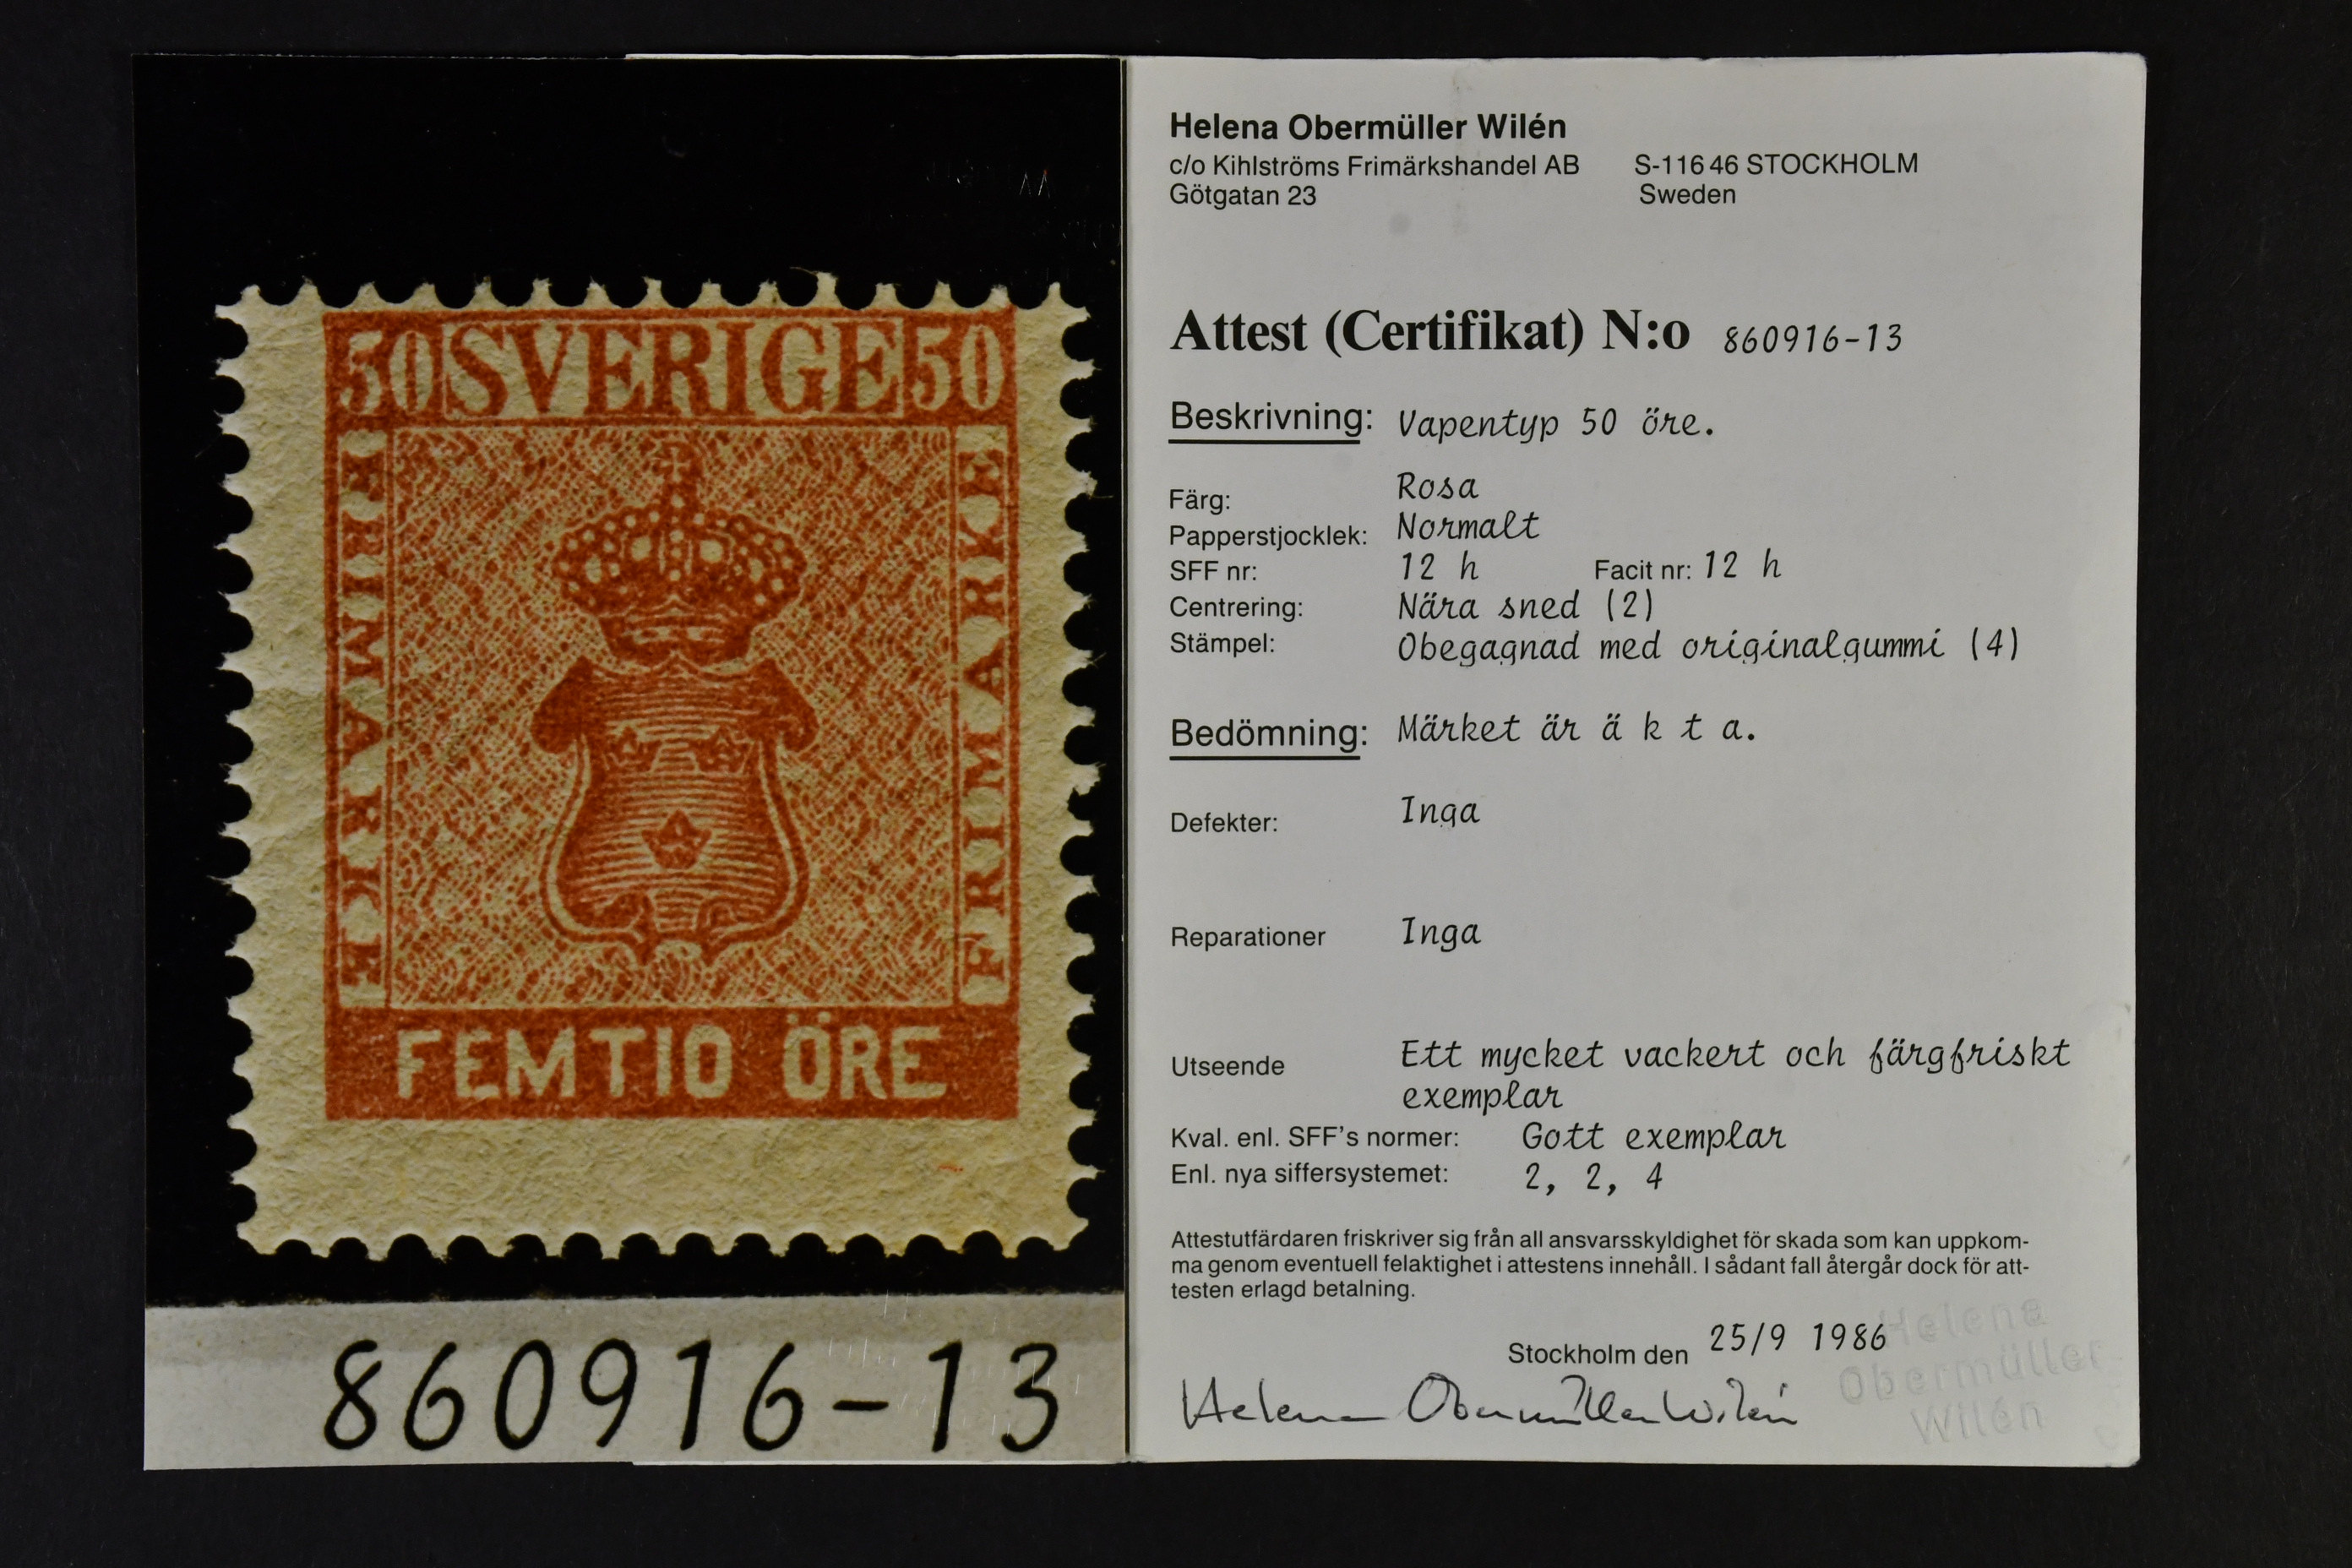 50 SVERIGE 50
FRIMÄRKE
FRIMÄRKE
FEMTIO ÖRE
860916-13
Helena Obermüller Wilén
c/o Kihlströms Frimärkshandel AB S-116 46 STOCKHOLM
Götgatan 23 Sweden
Attest (Certifikat) N:o 860916-13
Beskrivning: Vapentyp 50 öre.
Färg: Rosa
Papperstjocklek: Normalt
SFF nr: 12 h Facit nr: 12 h
Centrering: Nära sned (2)
Stämpel: Obegagnad med originalgummi (4)
Bedömning: Märket är ä k t a.
Defekter: Inga
Reparationer Inga
Utseende Ett mycket vackert och färgfriskt
exemplar
Kval. enl. SFF's normer: Gott exemplar
Enl. nya siffersystemet: 2, 2, 4
Attestutfärdaren friskriver sig från all ansvarsskyldighet för skada som kan uppkom-
ma genom eventuell felaktighet i attestens innehåll. I sådant fall återgår dock för att-
testen erlagd betalning.
Stockholm den 25/9 1986
Helena Obermüller Wilén
Helena
Obermüller
Wilén